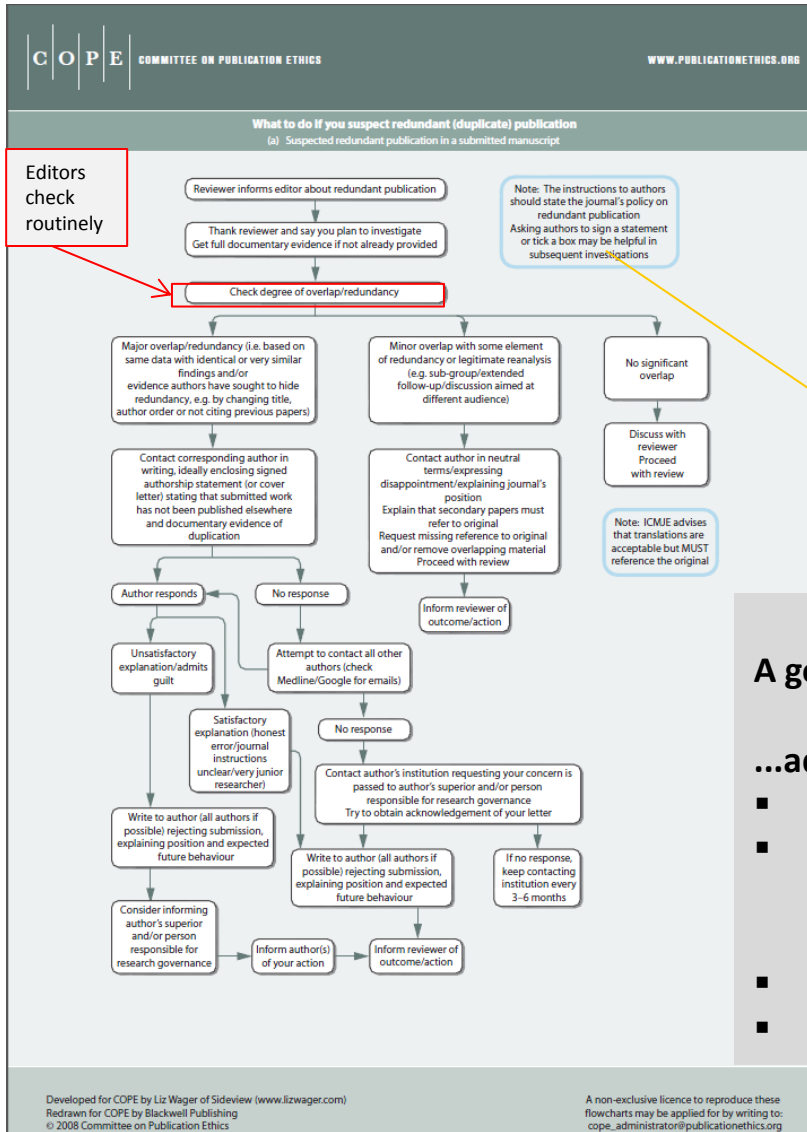 COPE COMMITTEE ON PUBLICATION ETHICS
WWW.PUBLICATIONETHICS.ORG
What to do if you suspect redundant (duplicate) publication
(a) Suspected redundant publication in a submitted manuscript
Editors
check
routinely
Reviewer informs editor about redundant publication
Thank reviewer and say you plan to investigate
Get full documentary evidence if not already provided
Note: The instructions to authors
should state the journal's policy on
redundant publication
Asking authors to sign a statement
or tick a box may be helpful in
subsequent investigations
Check degree of overlap/redundancy
Major overlap/redundancy (i.e. based on
same data with identical or very similar
findings and/or
evidence authors have sought to hide
redundancy, e.g. by changing title,
author order or not citing previous papers)
Minor overlap with some element
of redundancy or legitimate reanalysis
(e.g. sub-group/extended
follow-up/discussion aimed at
different audience)
No significant
overlap
Contact corresponding author in
writing, ideally enclosing signed
authorship statement (or cover
letter) stating that submitted work
has not been published elsewhere
and documentary evidence of
duplication
Contact author in neutral
terms/expressing
disappointment/explaining journal's
position
Explain that secondary papers must
refer to original
Request missing reference to original
and/or remove overlapping material
Proceed with review
Discuss with
reviewer
Proceed
with review
Note: ICMJE advises
that translations are
acceptable but MUST
reference the original
Author responds
No response
Inform reviewer of
outcome/action
Unsatisfactory
explanation/admits
guilt
Attempt to contact all other
authors (check
Medline/Google for emails)
Satisfactory
explanation (honest
error/journal
instructions
unclear/very junior
researcher)
No response
Contact author's institution requesting your concern is
passed to author's superior and/or person
responsible for research governance
Try to obtain acknowledgement of your letter
Write to author (all authors if
possible) rejecting submission,
explaining position and expected
future behaviour
Write to author (all authors if
possible) rejecting submission,
explaining position and expected
future behaviour
If no response,
keep contacting
institution every
3–6 months
Consider informing
author's superior
and/or person
responsible for
research governance
Inform author(s)
of your action
Inform reviewer of
outcome/action
Developed for COPE by Liz Wager of Sideview (www.lizwager.com)
Redrawn for COPE by Blackwell Publishing
© 2008 Committee on Publication Ethics
A non-exclusive licence to reproduce these
flowcharts may be applied for by writing to:
cope_administrator@publicationethics.org